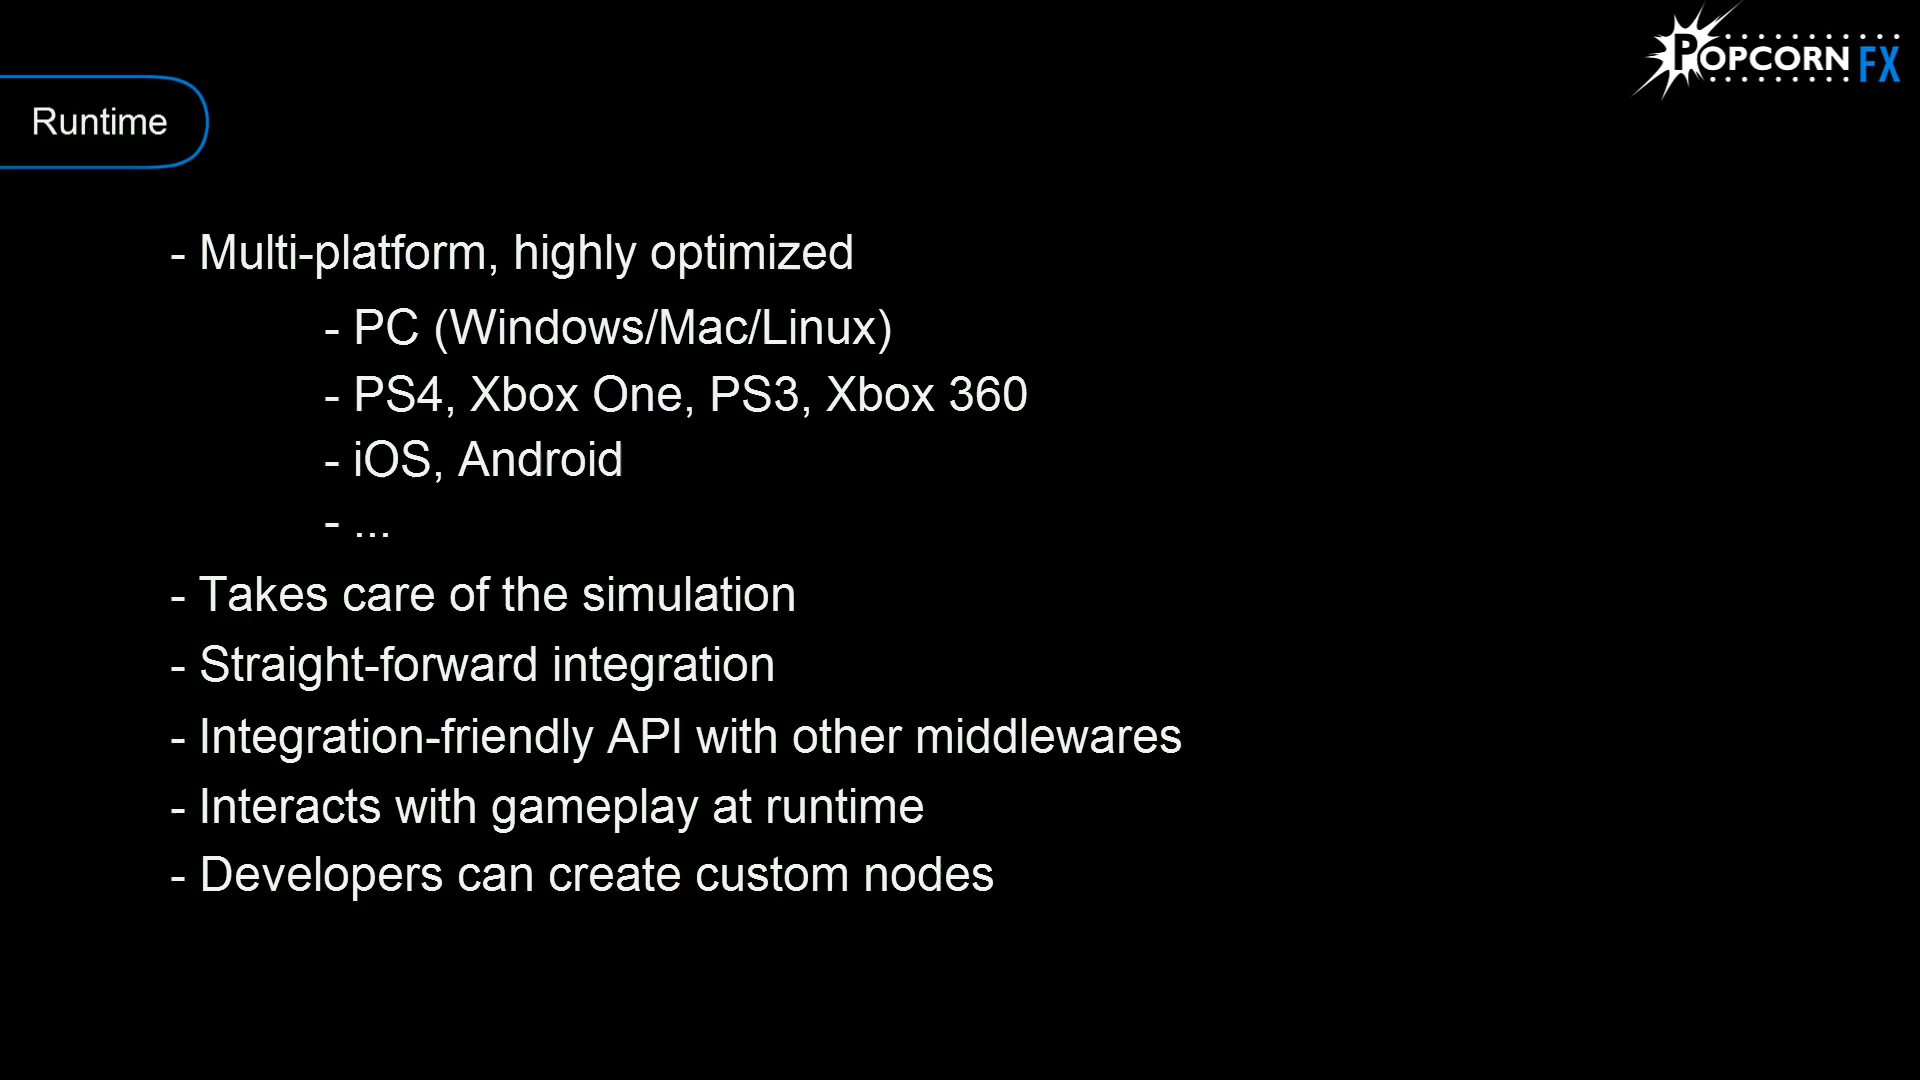 POPCORN FX
Runtime
- Multi-platform, highly optimized
- PC (Windows/Mac/Linux)
- PS4, Xbox One, PS3, Xbox 360
- iOS, Android
- ...
- Takes care of the simulation
- Straight-forward integration
- Integration-friendly API with other middlewares
- Interacts with gameplay at runtime
- Developers can create custom nodes